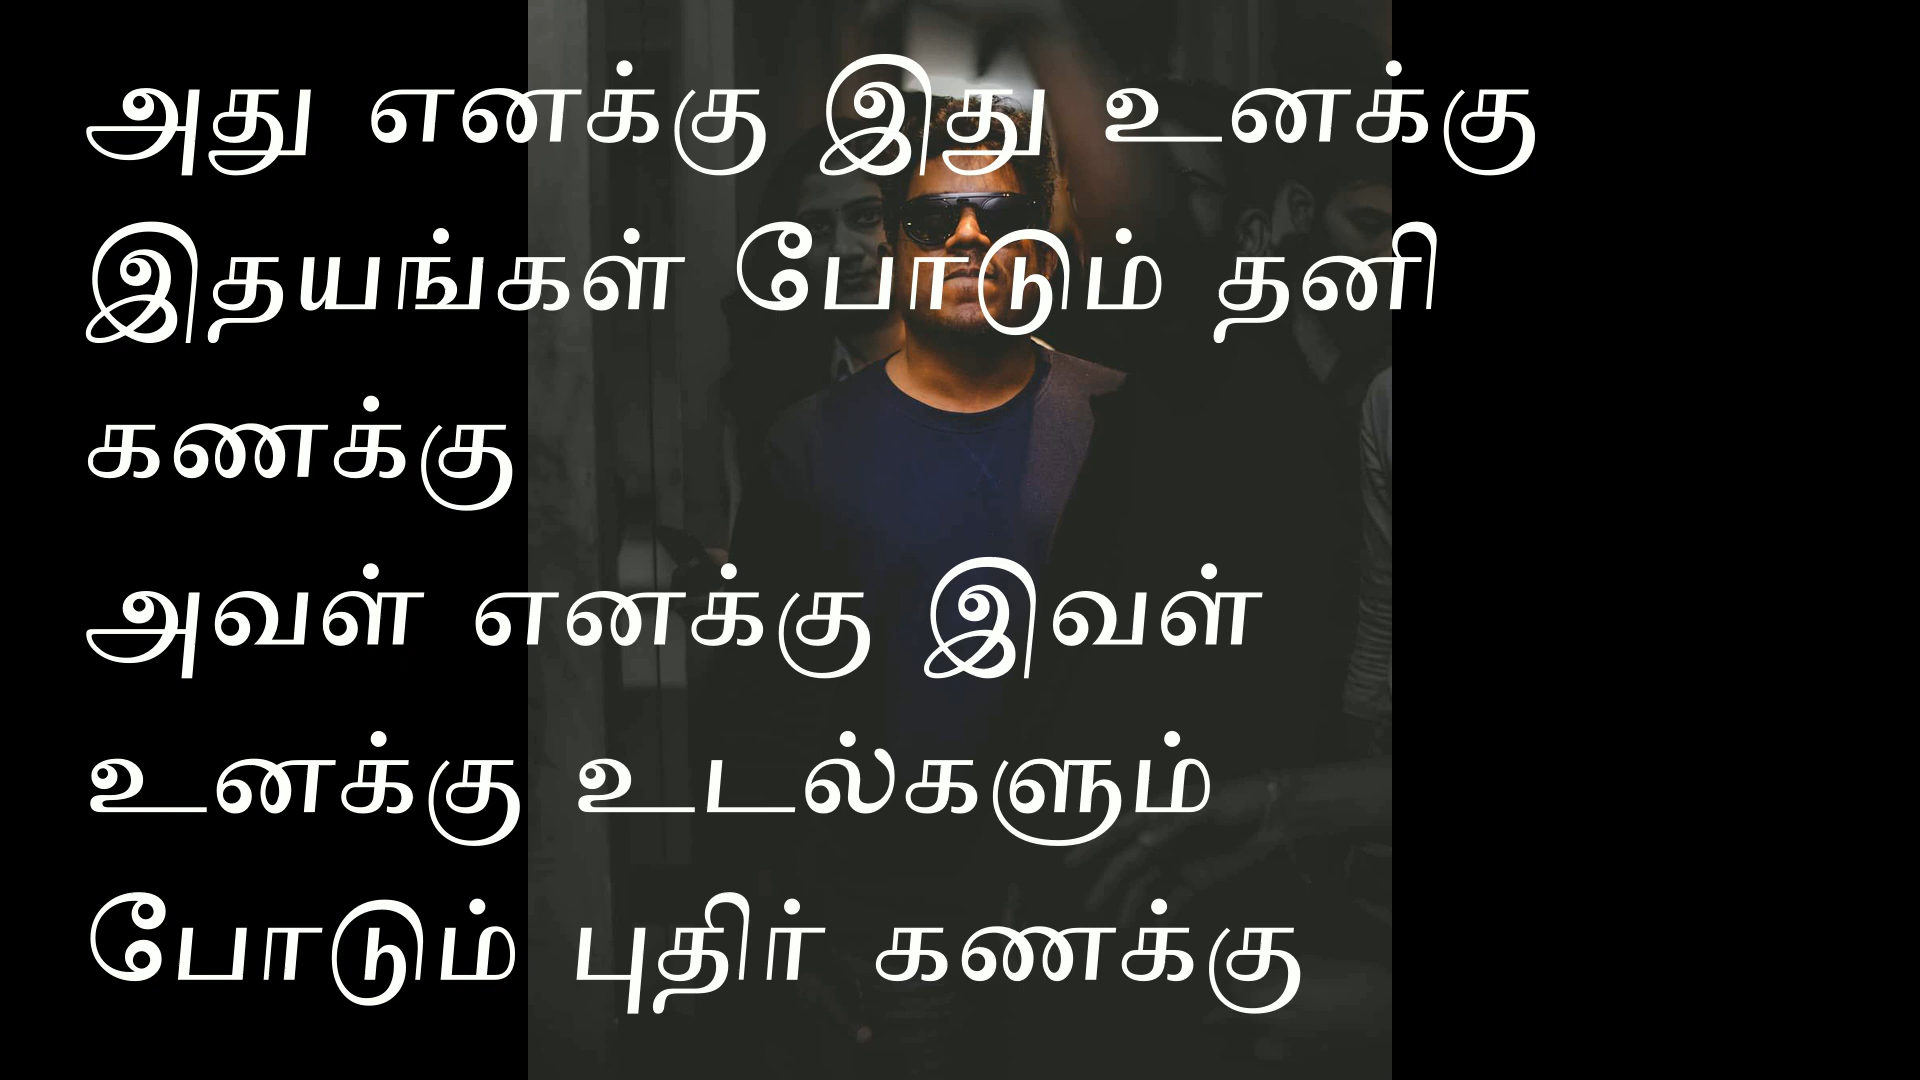 அது எனக்கு இது உனக்கு
இதயங்கள் போடும் தனி
கணக்கு
அவள் எனக்கு இவள்
உனக்கு உடல்களும்
போடும் புதிர் கணக்கு